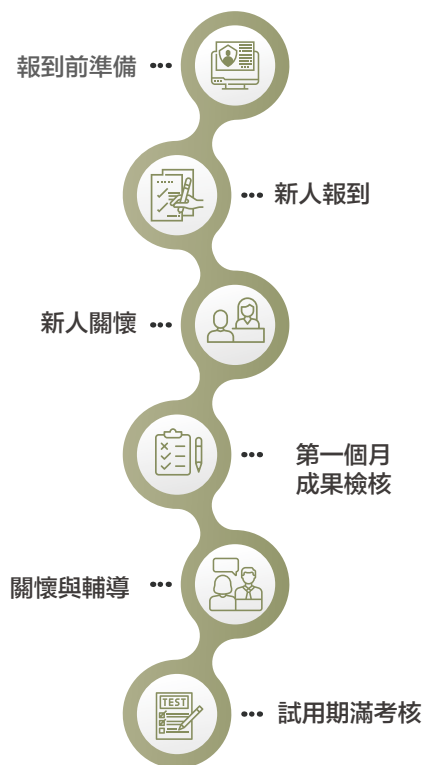 報到前準備
新人報到
新人關懷
第一個月
成果檢核
關懷與輔導
TEST
試用期滿考核